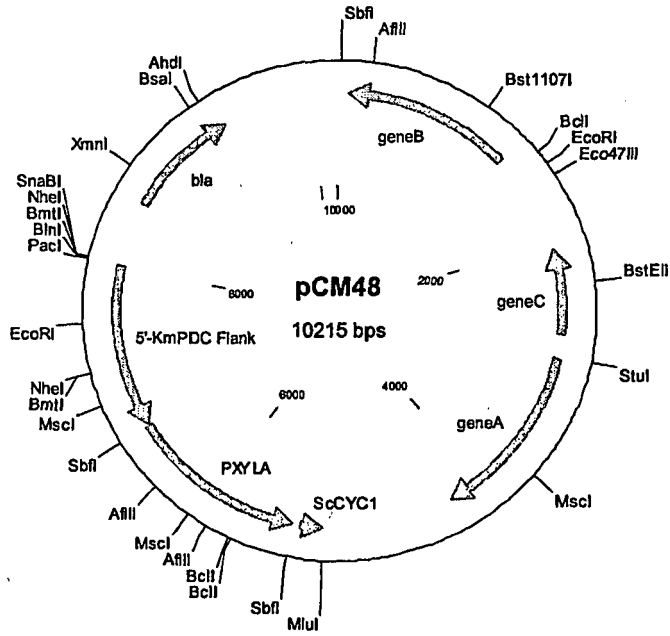 SbfI
AflII
Bst1107I
BclI
EcoRI
Eco47III
BstEII
StuI
MscI
MluI
SbfI
BclI
BclI
AflII
MscI
AflII
SbfI
MscI
BmtI
NheI
EcoRI
PacI
BlnI
BmtI
NheI
SnaBI
XmnI
BsaI
AhdI
geneB
bla
10000
2000
4000
6000
8000
pCM48
10215 bps
geneC
geneA
5'-KmPDC Flank
PXYLA
ScCYC1